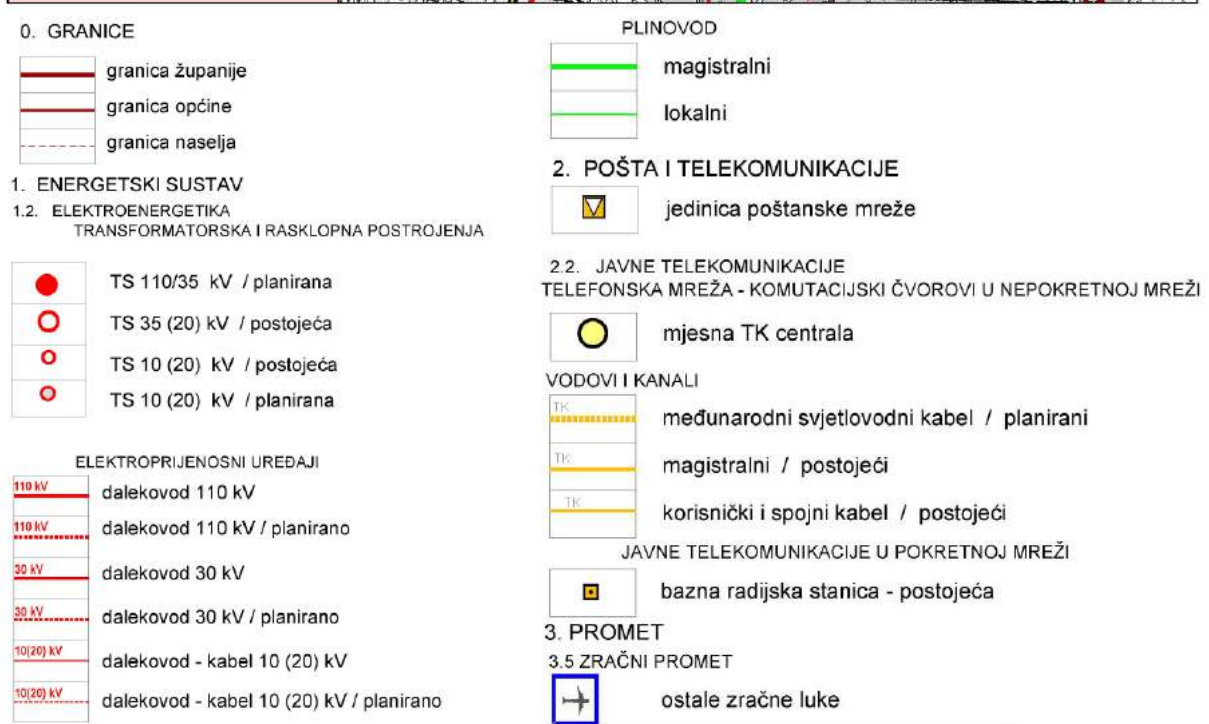 0. GRANICE
granica županije
granica općine
granica naselja
1. ENERGETSKI SUSTAV
1.2. ELEKTROENERGETIKA
TRANSFORMATORSKA I RASKLOPNA POSTROJENJA
TS 110/35 kV / planirana
TS 35 (20) kV / postojeća
TS 10 (20) kV / postojeća
TS 10 (20) kV / planirana
ELEKTROPRIJENOSNI UREĐAJI
110 kV dalekovod 110 kV
110 kV dalekovod 110 kV / planirano
30 kV dalekovod 30 kV
30 kV dalekovod 30 kV / planirano
10(20) kV dalekovod - kabel 10 (20) kV
10(20) kV dalekovod - kabel 10 (20) kV / planirano
PLINOVOD
magistralni
lokalni
2. POŠTA I TELEKOMUNIKACIJE
jedinica poštanske mreže
2.2. JAVNE TELEKOMUNIKACIJE
TELEFONSKA MREŽA - KOMUTACIJSKI ČVOROVI U NEPOKRETNOJ MREŽI
mjesna TK centrala
VODOVI I KANALI
TK međunarodni svjetlovodni kabel / planirani
TK magistralni / postojeći
TK korisnički i spojni kabel / postojeći
JAVNE TELEKOMUNIKACIJE U POKRETNOJ MREŽI
bazna radijska stanica - postojeća
3. PROMET
3.5 ZRAČNI PROMET
ostale zračne luke